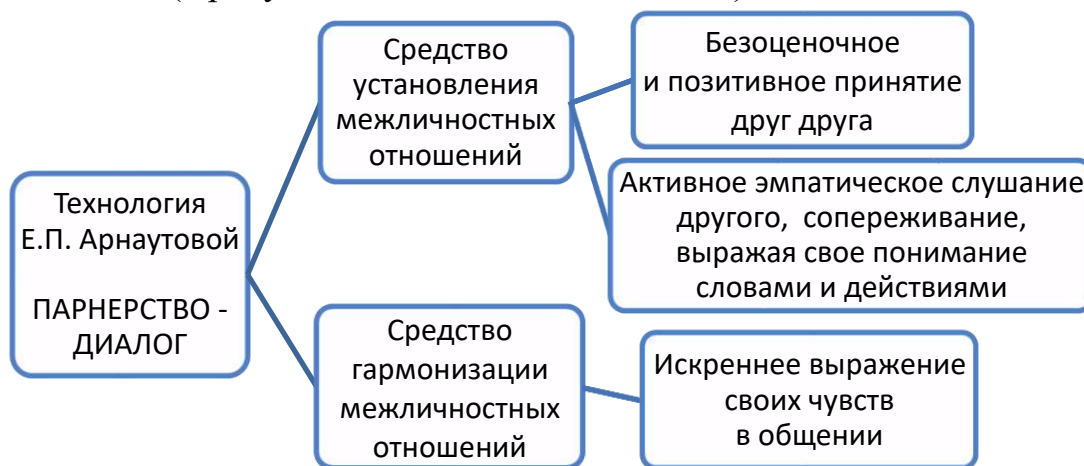 Технология
Е.П. Арнаутовой
ПАРНЕРСТВО -
ДИАЛОГ
Средство
установления
межличностных
отношений
Безоценочное
и позитивное принятие
друг друга
Активное эмпатическое слушание
другого, сопереживание,
выражая свое понимание
словами и действиями
Средство
гармонизации
межличностных
отношений
Искреннее выражение
своих чувств
в общении